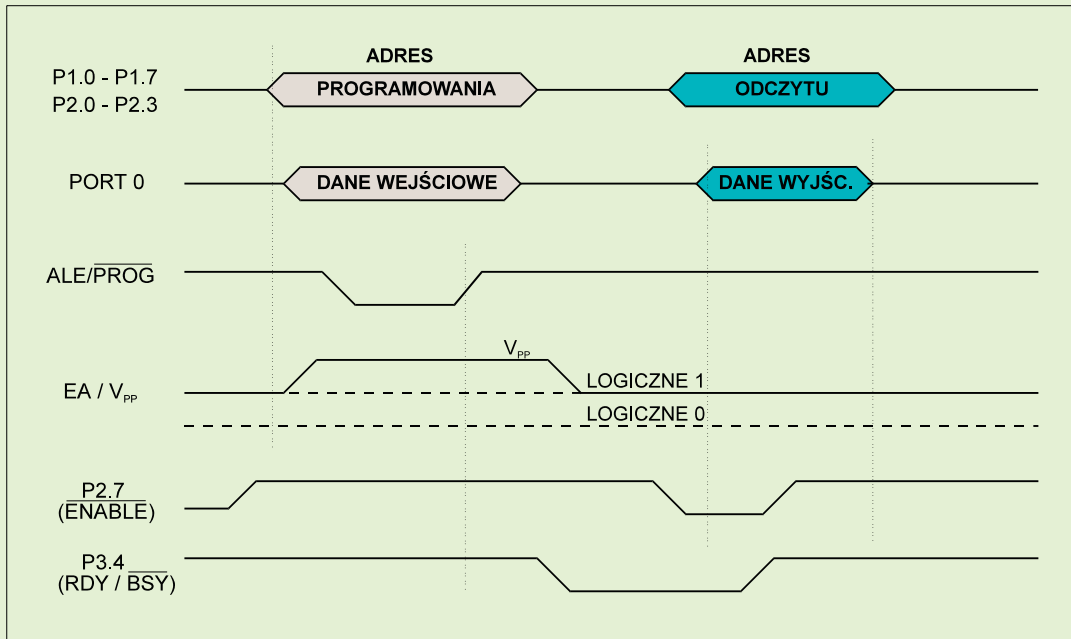 P1.0 - P1.7
P2.0 - P2.3
ADRES
PROGRAMOWANIA
ADRES
ODCZYTU
PORT 0
DANE WEJŚCIOWE
DANE WYJŚC.
ALE/PROG
EA / VPP
VPP
LOGICZNE 1
LOGICZNE 0
P2.7
(ENABLE)
P3.4
(RDY / BSY)